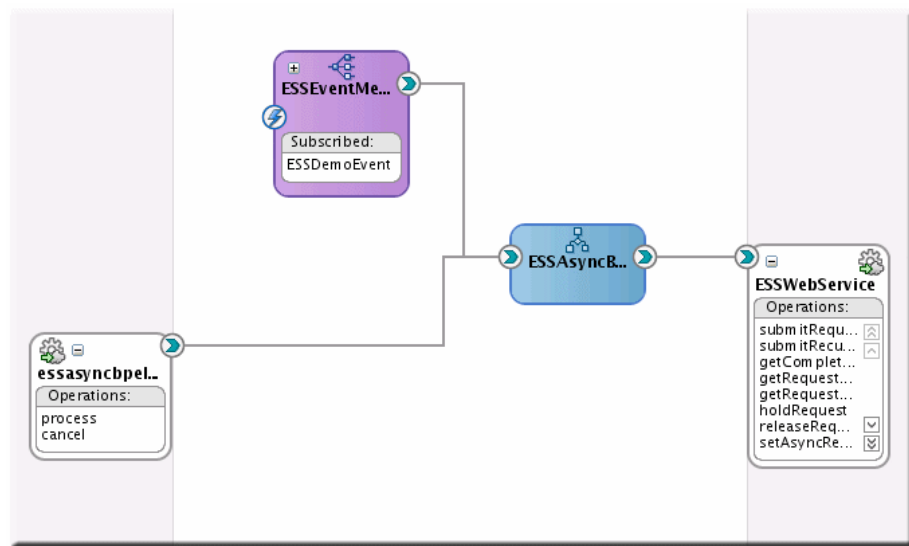 ESSEventMe...
Subscribed:
ESSDemoEvent
ESSAsyncB...
ESSWebService
Operations:
submitRequ...
submitRecu...
getComplet...
getRequest...
getRequest...
holdRequest
releaseReq...
setAsyncRe...
essasyncbpel...
Operations:
process
cancel